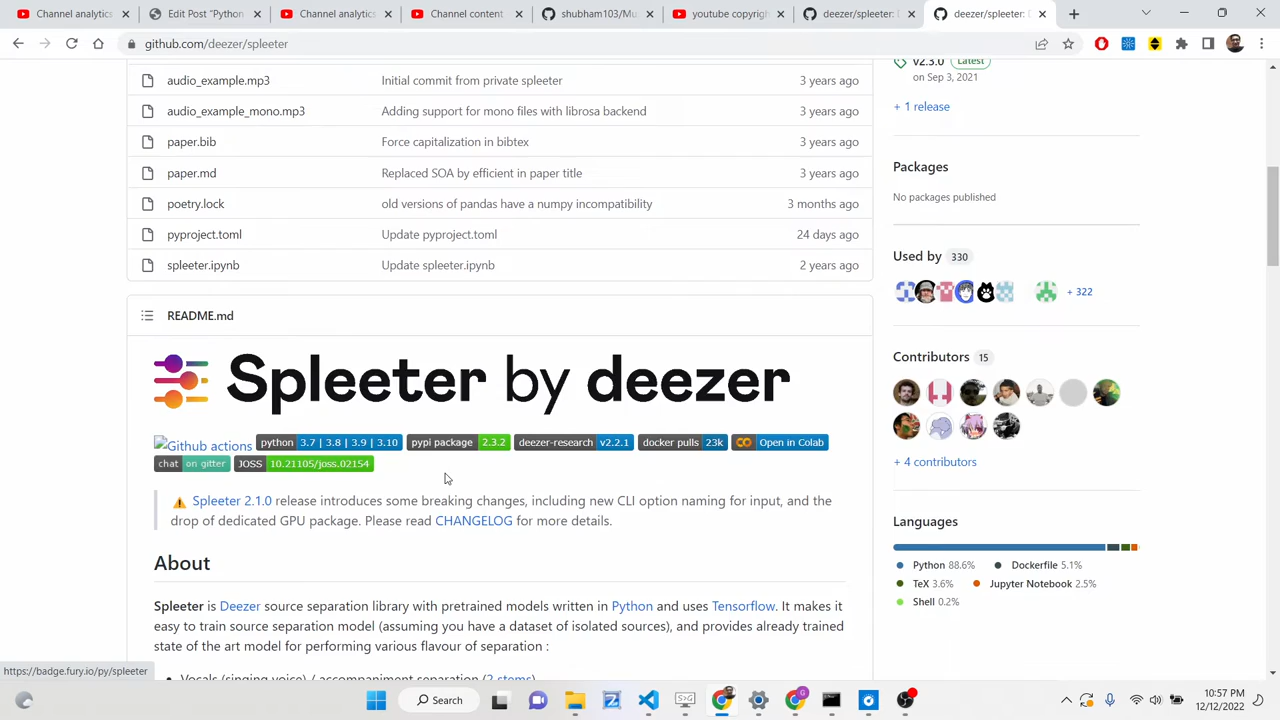 Channel analytics
Edit Post "Python
Channel analytics
Channel content
shubham103/Mu
youtube copyrigh
deezer/spleeter: D
deezer/spleeter: D
github.com/deezer/spleeter
audio_example.mp3 Initial commit from private spleeter 3 years ago
audio_example_mono.mp3 Adding support for mono files with librosa backend 3 years ago
paper.bib Force capitalization in bibtex 3 years ago
paper.md Replaced SOA by efficient in paper title 3 years ago
poetry.lock old versions of pandas have a numpy incompatibility 3 months ago
pyproject.toml Update pyproject.toml 24 days ago
spleeter.ipynb Update spleeter.ipynb 2 years ago
README.md
Spleeter by deezer
Github actions python 3.7 | 3.8 | 3.9 | 3.10 pypi package 2.3.2 deezer-research v2.2.1 docker pulls 23k Open in Colab
chat on gitter JOSS 10.21105/joss.02154
Spleeter 2.1.0 release introduces some breaking changes, including new CLI option naming for input, and the
drop of dedicated GPU package. Please read CHANGELOG for more details.
About
Spleeter is Deezer source separation library with pretrained models written in Python and uses Tensorflow. It makes it
easy to train source separation model (assuming you have a dataset of isolated sources), and provides already trained
state of the art model for performing various flavour of separation :
Vocals (singing voice) / accompaniment separation (2 stems)
v2.3.0 Latest
on Sep 3, 2021
+ 1 release
Packages
No packages published
Used by 330
+ 322
Contributors 15
+ 4 contributors
Languages
Python 88.6% Dockerfile 5.1%
TeX 3.6% Jupyter Notebook 2.5%
Shell 0.2%
https://badge.fury.io/py/spleeter
Search
10:57 PM
12/12/2022